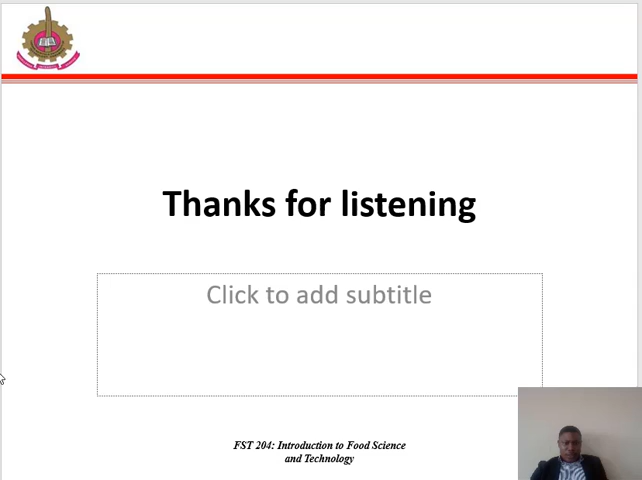 Thanks for listening
Click to add subtitle
FST 204: Introduction to Food Science
and Technology